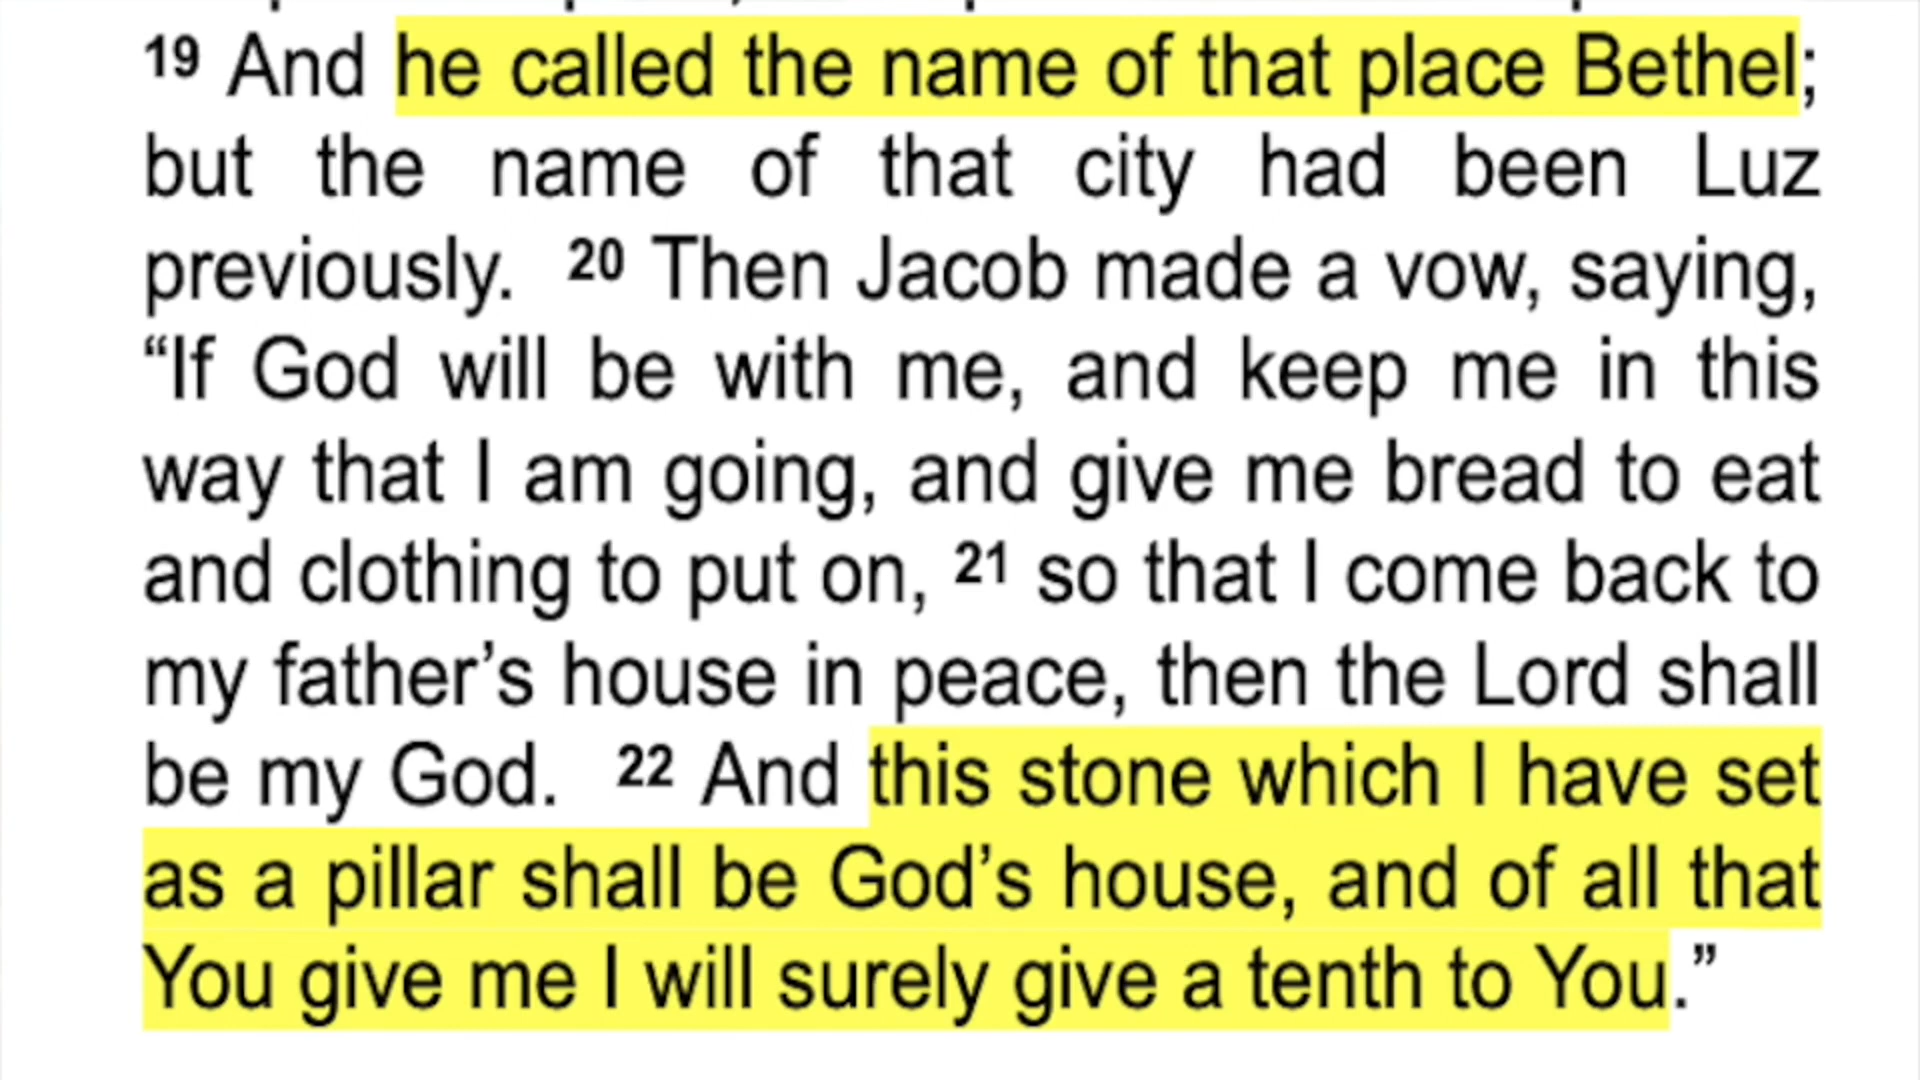 19 And he called the name of that place Bethel;
but the name of that city had been Luz
previously. 20 Then Jacob made a vow, saying,
“If God will be with me, and keep me in this
way that I am going, and give me bread to eat
and clothing to put on, 21 so that I come back to
my father’s house in peace, then the Lord shall
be my God. 22 And this stone which I have set
as a pillar shall be God’s house, and of all that
You give me I will surely give a tenth to You.”